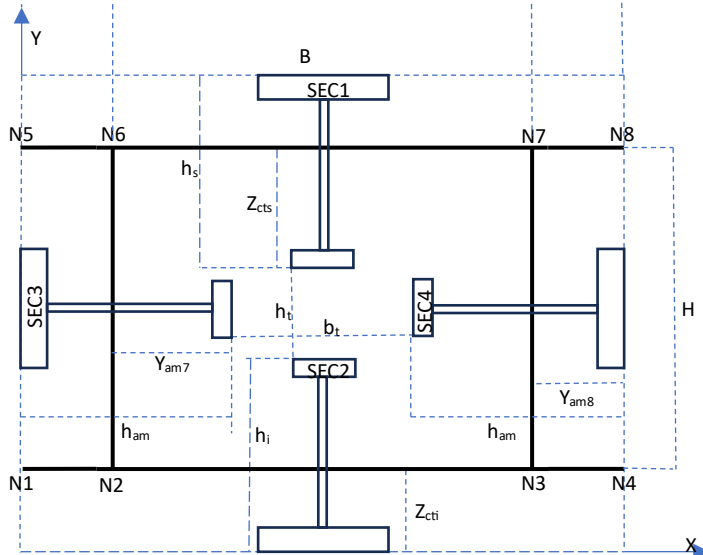 Y
B
SEC1
N5
N6
N7
N8
hs
Zcts
SEC3
SEC4
ht
bt
H
Yam7
SEC2
Yam8
ham
hi
ham
N1
N2
N3
N4
Zcti
X